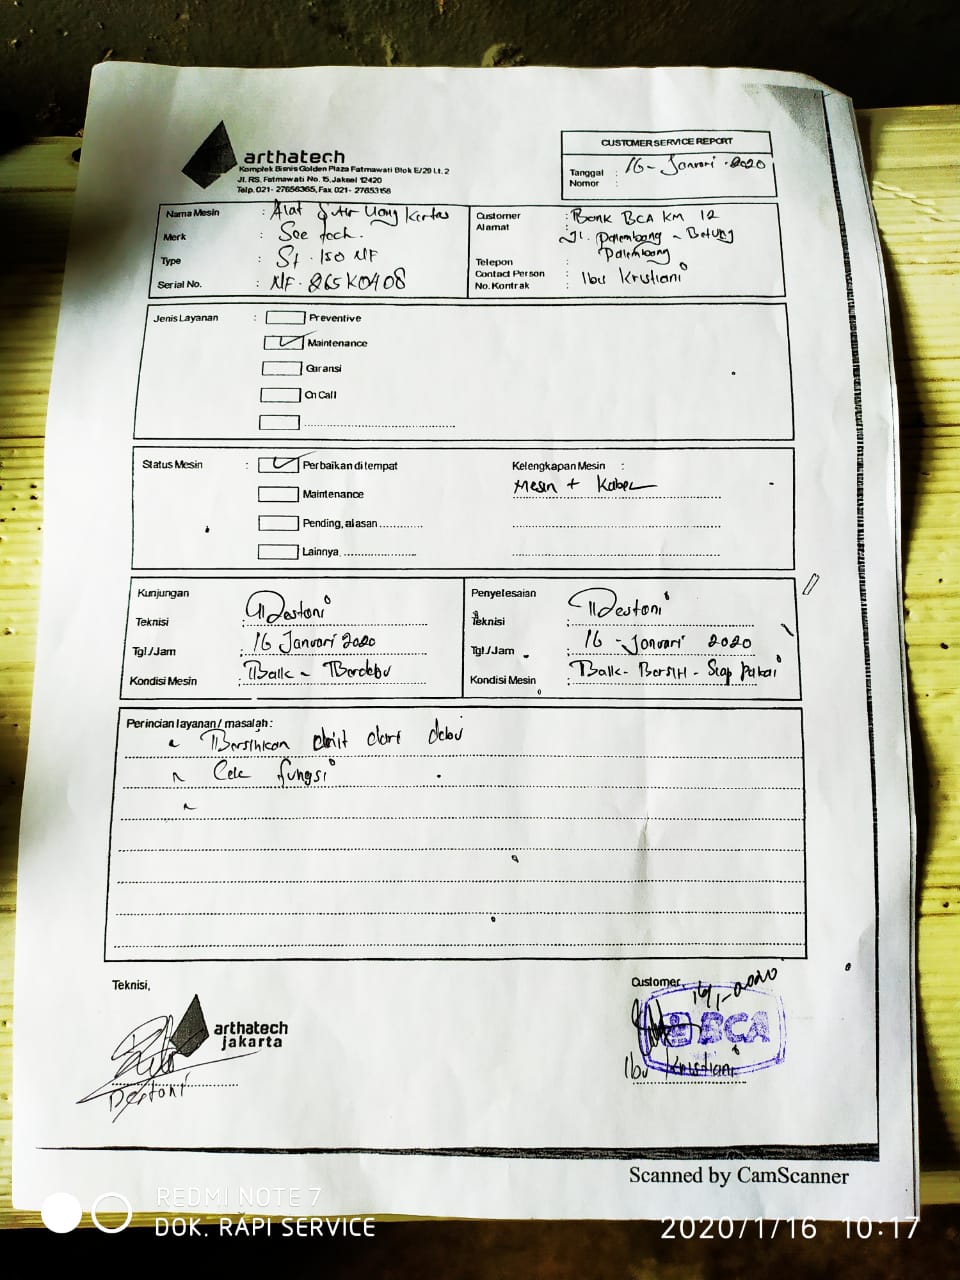 arthatech
Komplek Bisnis Golden Plaza Fatmawati Blok E/29 Lt. 2
Jl. RS. Fatmawati No. 15, Jaksel 12420
Telp. 021- 27656365, Fax 021- 27653156
CUSTOMER SERVICE REPORT
Tanggal : 16 - Januari - 2020
Nomor :
Nama Mesin : Alat Sortir Uang Kertas
Merk : See tech.
Type : St. 150 NF
Serial No. : NF. 865K0408
Customer : Bank BCA KM 12
Alamat : Jl. Palembang - Betung
Palembang
Telepon :
Contact Person : Ibu Kristiani
No. Kontrak :
Jenis Layanan :
Preventive
Maintenance
Garansi
On Call
Status Mesin :
Perbaikan di tempat
Maintenance
Pending, alasan
Lainnya
Kelengkapan Mesin :
Mesin + Kabel
Kunjungan
Teknisi : Destoni
Tgl./Jam : 16 Januari 2020
Kondisi Mesin : Baik - Berdebu
Penyelesaian
Teknisi : Destoni
Tgl./Jam : 16 - Januari 2020
Kondisi Mesin : Baik - Bersih - Siap pakai
Perincian layanan / masalah :
- Bersihkan dari debu
- Cek fungsi
-
Teknisi,
arthatech
jakarta
Destoni
Customer,
16/1-2020
BCA
Ibu Kristiani
Scanned by CamScanner
REDMI NOTE 7
DOK. RAPI SERVICE
2020/1/16 10:17